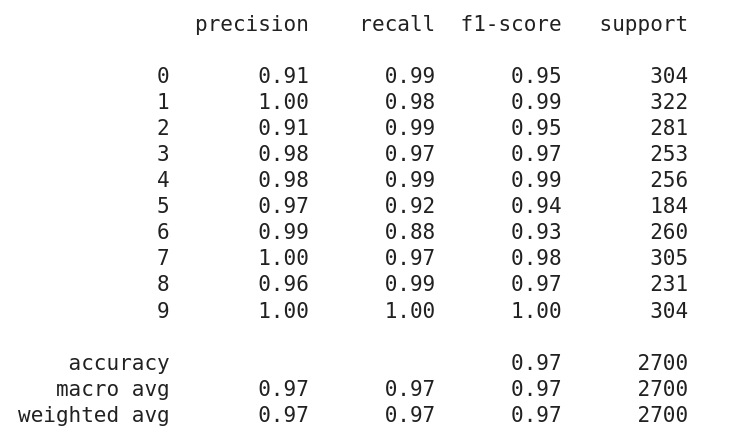 precision recall f1-score support
0 0.91 0.99 0.95 304
1 1.00 0.98 0.99 322
2 0.91 0.99 0.95 281
3 0.98 0.97 0.97 253
4 0.98 0.99 0.99 256
5 0.97 0.92 0.94 184
6 0.99 0.88 0.93 260
7 1.00 0.97 0.98 305
8 0.96 0.99 0.97 231
9 1.00 1.00 1.00 304
accuracy 0.97 2700
macro avg 0.97 0.97 0.97 2700
weighted avg 0.97 0.97 0.97 2700